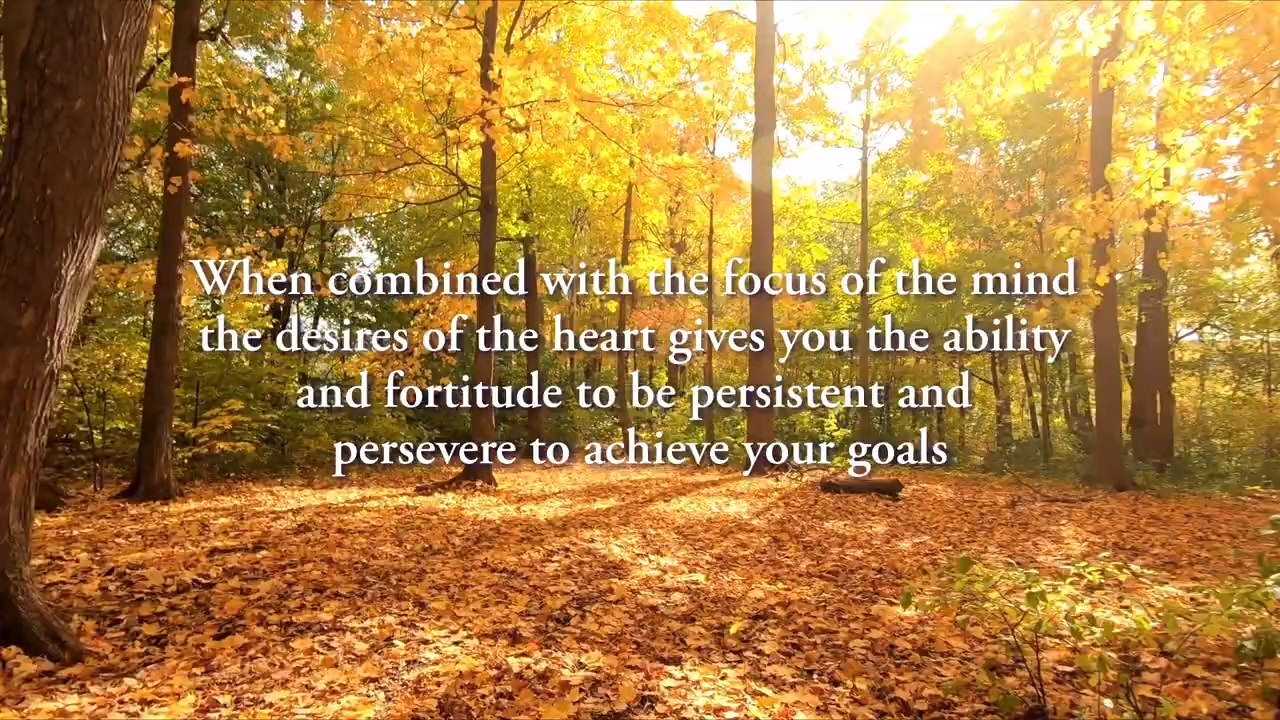 When combined with the focus of the mind
the desires of the heart gives you the ability
and fortitude to be persistent and
persevere to achieve your goals